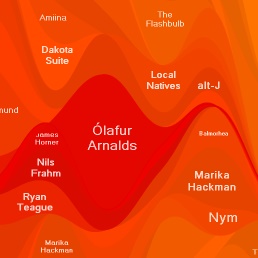 Amiina
The
Flashbulb
Dakota
Suite
Local
Natives
alt-J
mund
James
Horner
Ólafur
Arnalds
Balmorhea
Nils
Frahm
Marika
Hackman
Ryan
Teague
Nym
Marika
Hackman